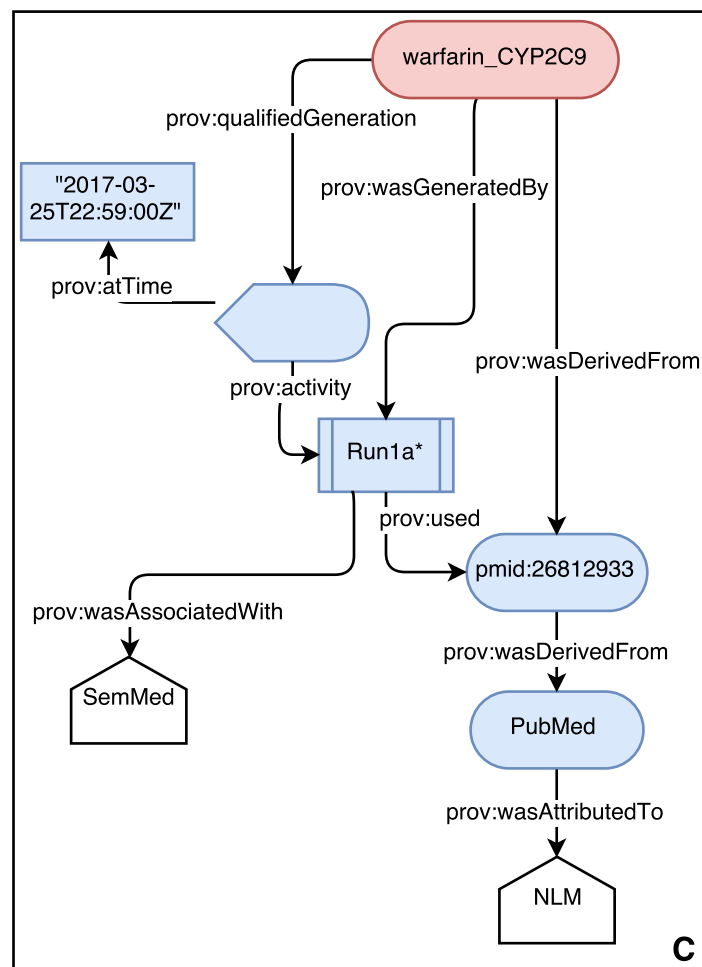 warfarin_CYP2C9
prov:qualifiedGeneration
"2017-03-
25T22:59:00Z"
prov:wasGeneratedBy
prov:atTime
prov:wasDerivedFrom
prov:activity
Run1a*
prov:used
pmid:26812933
prov:wasAssociatedWith
prov:wasDerivedFrom
SemMed
PubMed
prov:wasAttributedTo
NLM
C